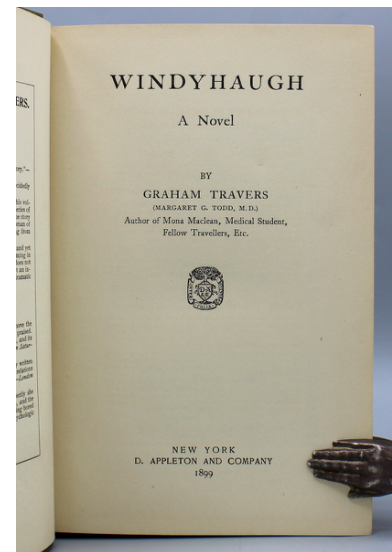 ERS.
WINDYHAUGH
A Novel
BY
GRAHAM TRAVERS
(MARGARET G. TODD, M.D.)
Author of Mona Maclean, Medical Student,
Fellow Travellers, Etc.
NEW YORK
D. APPLETON AND COMPANY
1899